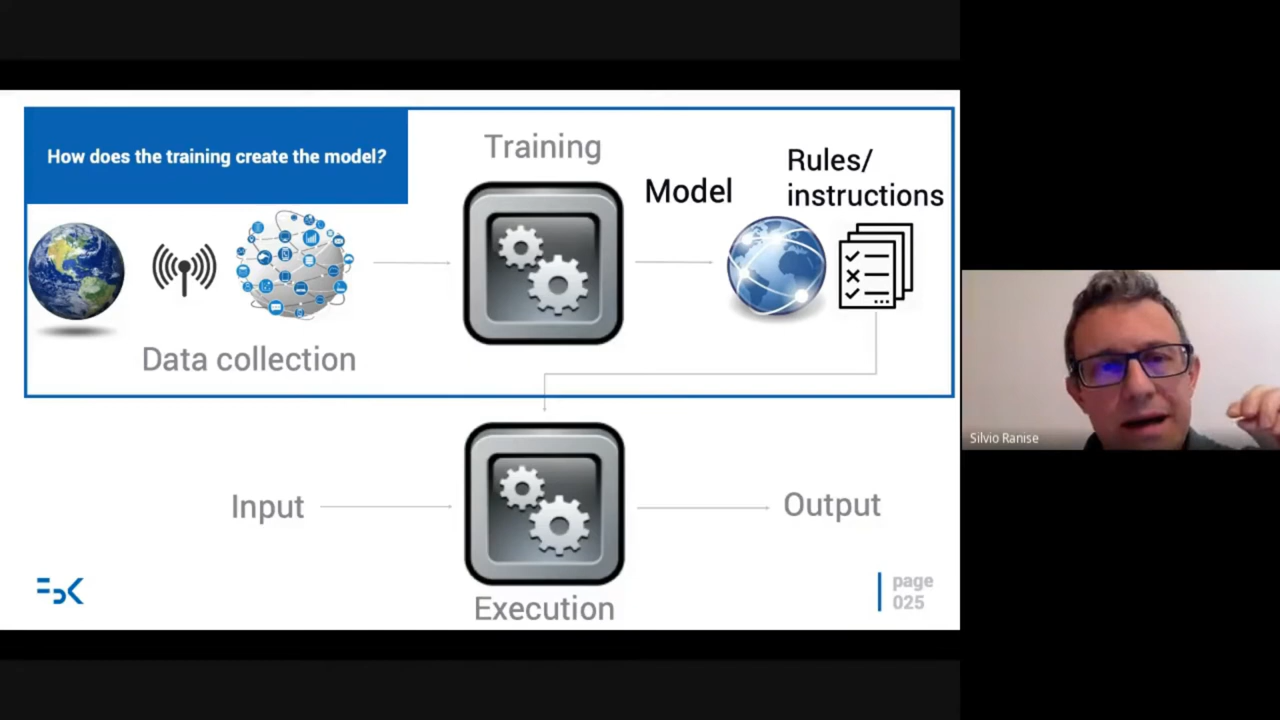 How does the training create the model?
Training
Model
Rules/
instructions
Data collection
Input
Output
Execution
FBK
page
025
Silvio Ranise